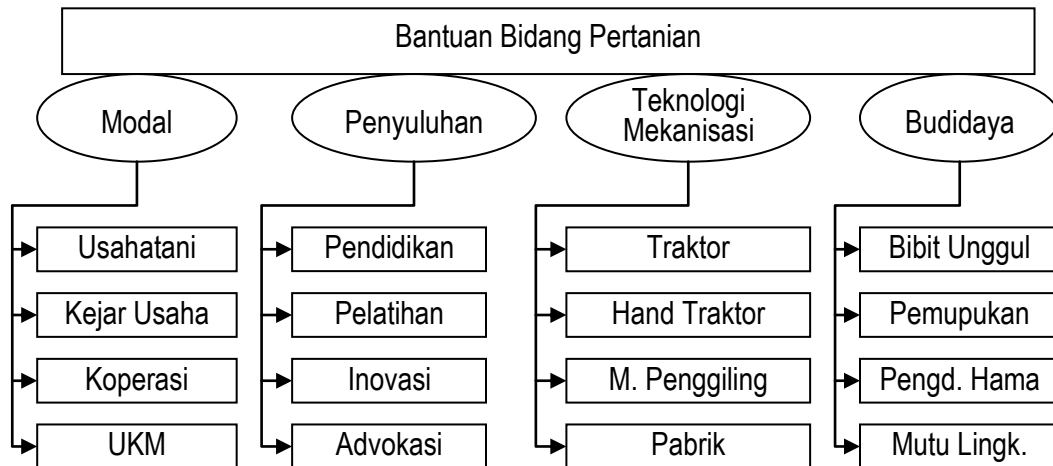 Bantuan Bidang Pertanian
Modal
Penyuluhan
Teknologi
Mekanisasi
Budidaya
Usahatani
Kejar Usaha
Koperasi
UKM
Pendidikan
Pelatihan
Inovasi
Advokasi
Traktor
Hand Traktor
M. Penggiling
Pabrik
Bibit Unggul
Pemupukan
Pengd. Hama
Mutu Lingk.